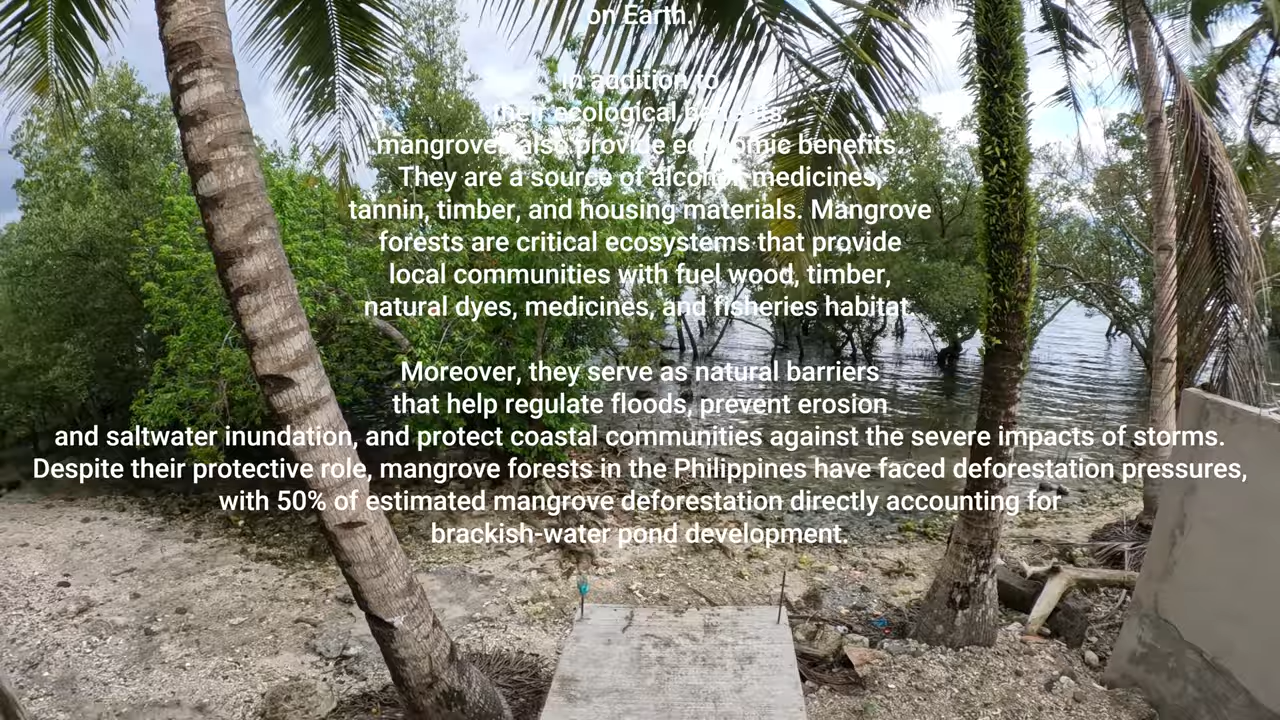 on Earth.
In addition to
their ecological benefits,
mangroves also provide economic benefits.
They are a source of alcohol, medicines,
tannin, timber, and housing materials. Mangrove
forests are critical ecosystems that provide
local communities with fuel wood, timber,
natural dyes, medicines, and fisheries habitat.
Moreover, they serve as natural barriers
that help regulate floods, prevent erosion
and saltwater inundation, and protect coastal communities against the severe impacts of storms.
Despite their protective role, mangrove forests in the Philippines have faced deforestation pressures,
with 50% of estimated mangrove deforestation directly accounting for
brackish-water pond development.